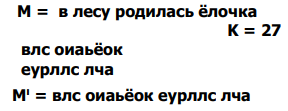 М = в лесу родилась ёлочка
К = 27
влс оиаьёок
еурллс лча
М' = влс оиаьёок еурллс лча